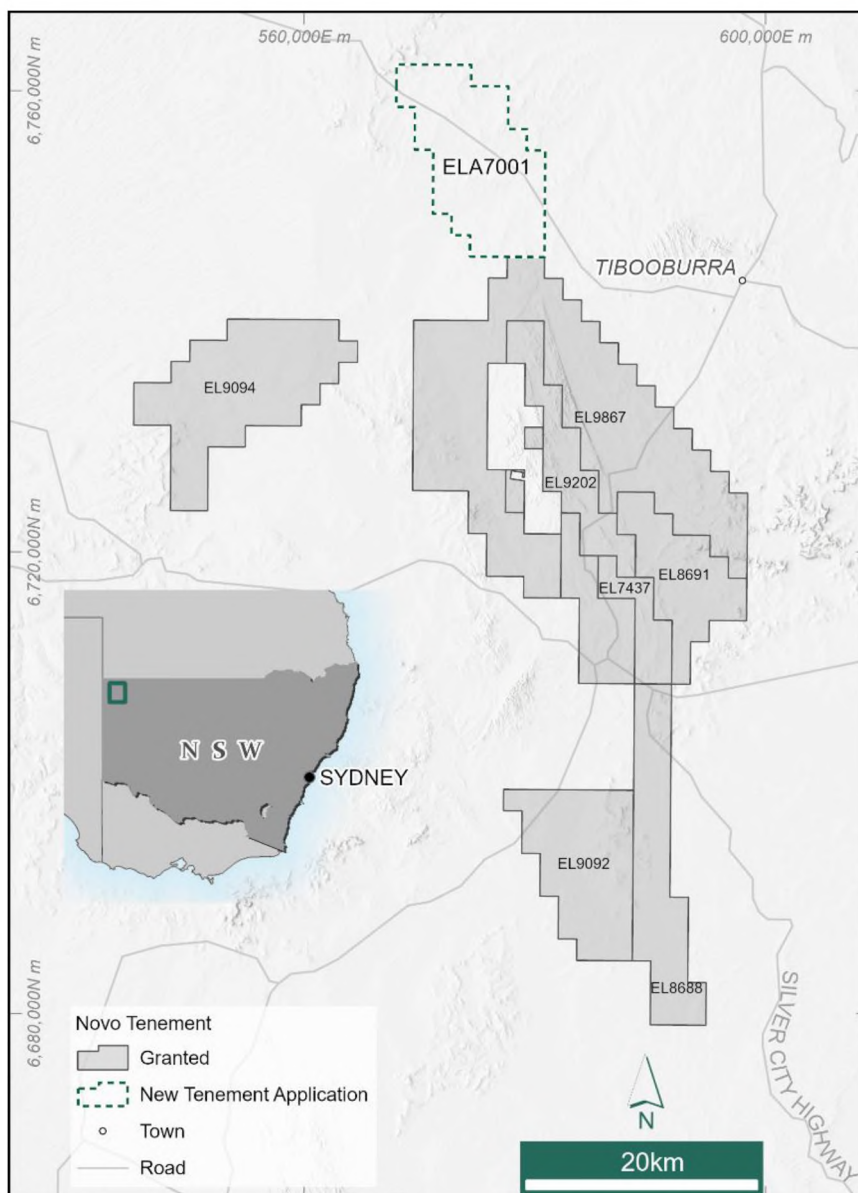 560,000E m
600,000E m
6,760,000N m
ELA7001
TIBOOBURRA
EL9094
EL9867
EL9202
6,720,000N m
EL8691
EL7437
NSW
SYDNEY
EL9092
EL8688
6,680,000N m
SILVER CITY HIGHWAY
Novo Tenement
Granted
New Tenement Application
Town
Road
N
20km